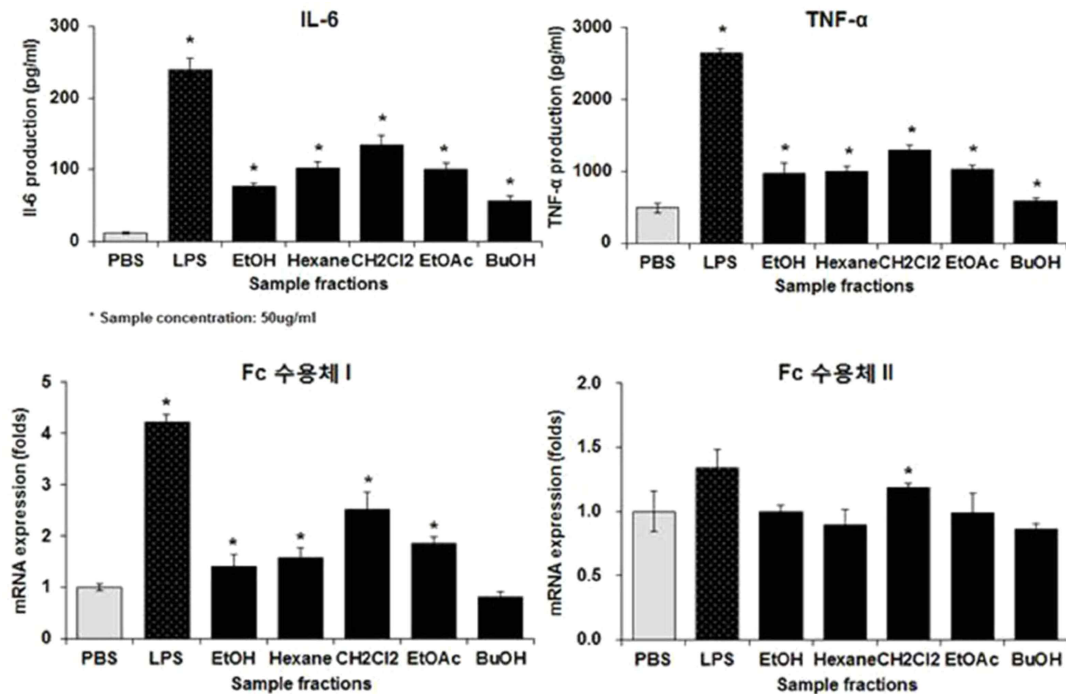 IL-6
Il-6 production (pg/ml)
300
200
100
0
*
*
*
*
*
*
PBS LPS EtOH Hexane CH2Cl2 EtOAc BuOH
Sample fractions
* Sample concentration: 50ug/ml
TNF-α
TNF-α production (pg/ml)
3000
2000
1000
0
*
*
*
*
*
*
PBS LPS EtOH Hexane CH2Cl2 EtOAc BuOH
Sample fractions
Fc 수용체 I
mRNA expression (folds)
5
4
3
2
1
0
*
*
*
*
*
PBS LPS EtOH Hexane CH2Cl2 EtOAc BuOH
Sample fractions
Fc 수용체 II
mRNA expression (folds)
2.0
1.5
1.0
0.5
0.0
*
PBS LPS EtOH Hexane CH2Cl2 EtOAc BuOH
Sample fractions